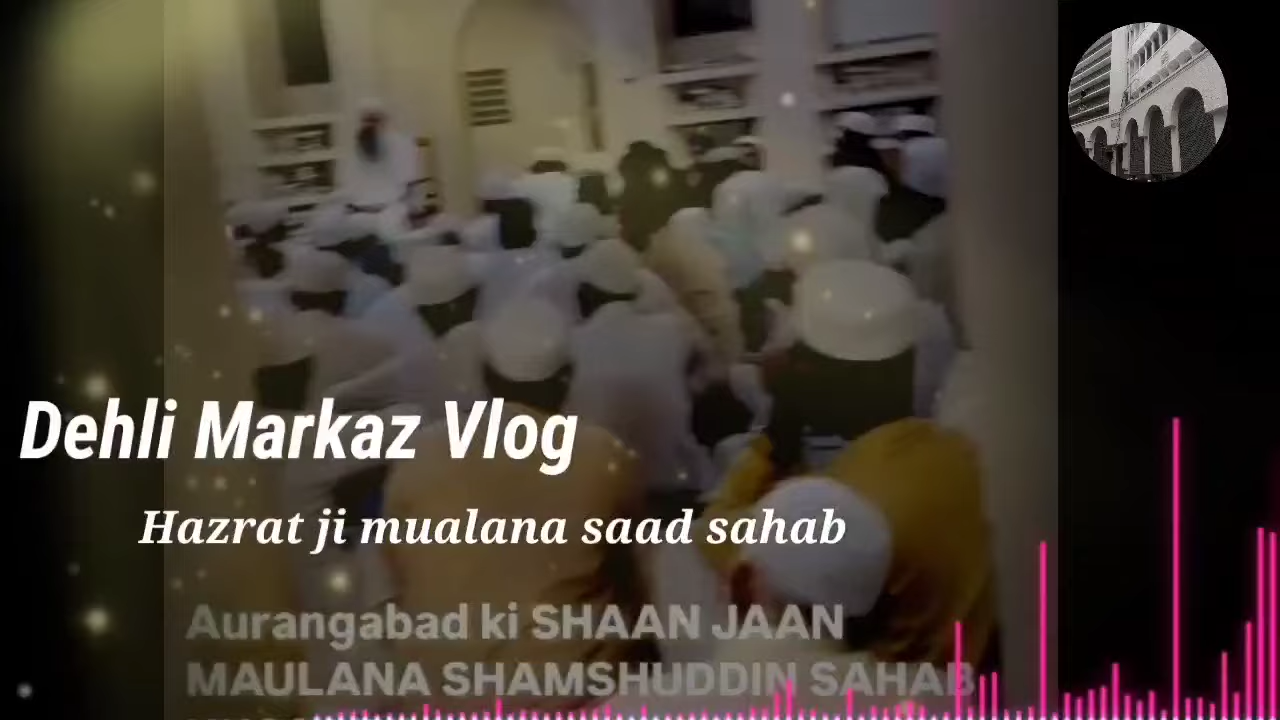 Dehli Markaz Vlog
Hazrat ji mualana saad sahab
Aurangabad ki SHAAN JAAN
MAULANA SHAMSHUDDIN SAHAB